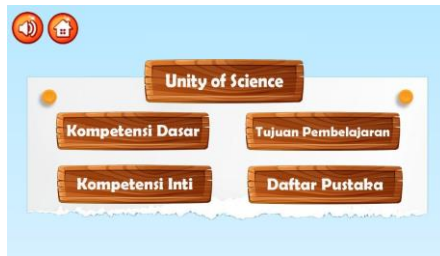 Unity of Science
Kompetensi Dasar
Tujuan Pembelajaran
Kompetensi Inti
Daftar Pustaka